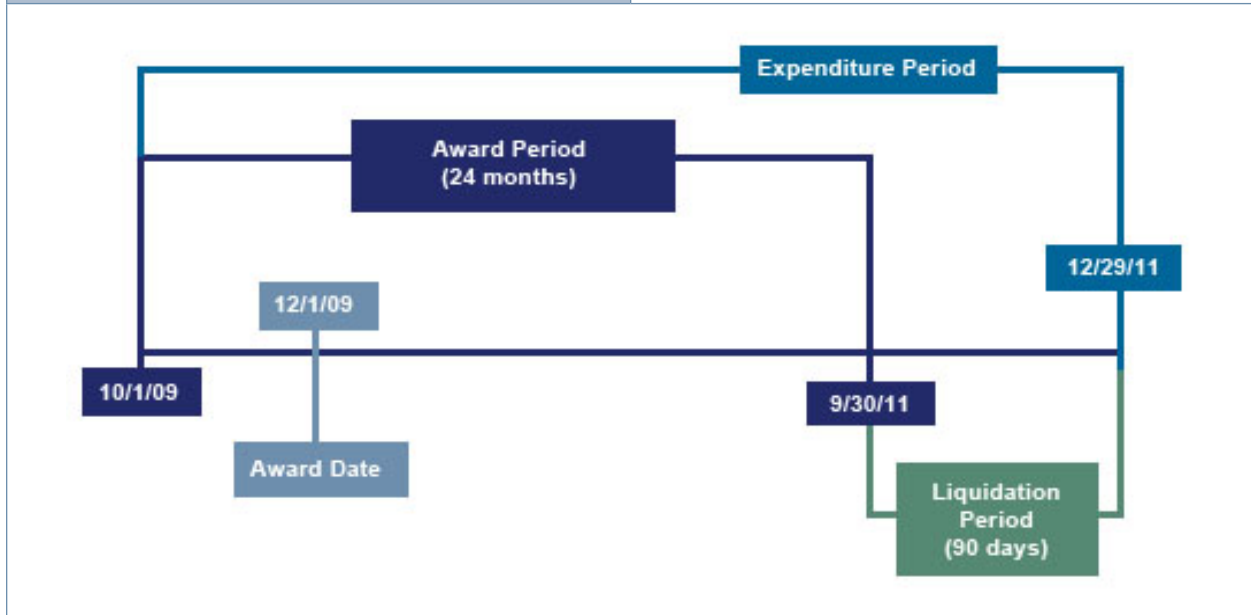 Expenditure Period
Award Period
(24 months)
12/29/11
12/1/09
10/1/09
9/30/11
Award Date
Liquidation
Period
(90 days)